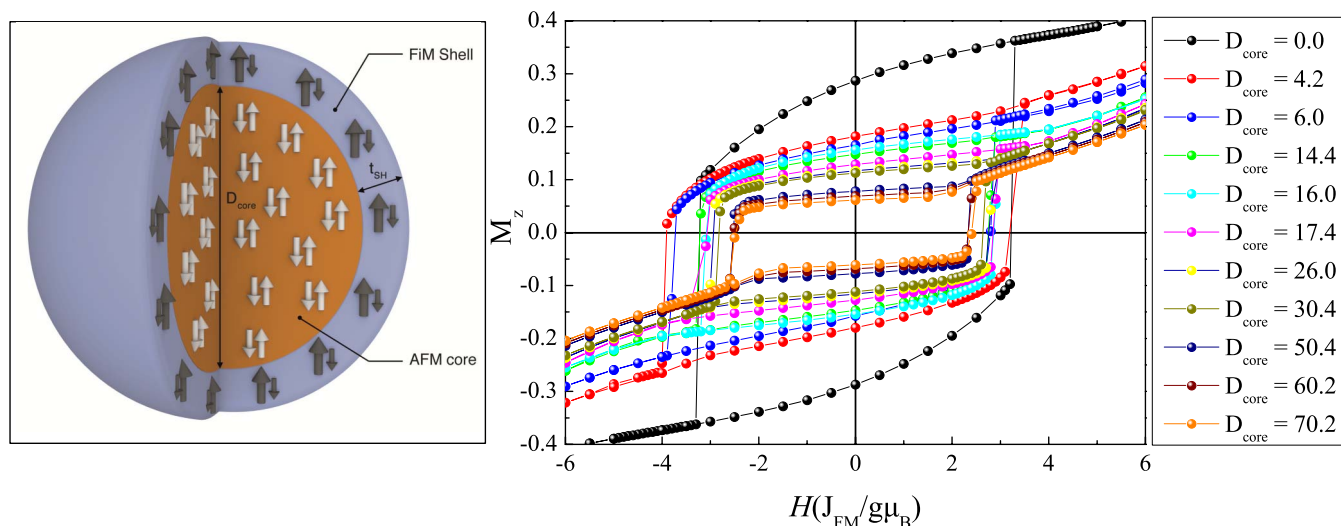 FiM Shell
t_SH
D_core
AFM core
0.4
0.3
0.2
0.1
0.0
-0.1
-0.2
-0.3
-0.4
M_z
-6 -4 -2 0 2 4 6
H(J_FM/gμ_B)
D_core = 0.0
D_core = 4.2
D_core = 6.0
D_core = 14.4
D_core = 16.0
D_core = 17.4
D_core = 26.0
D_core = 30.4
D_core = 50.4
D_core = 60.2
D_core = 70.2